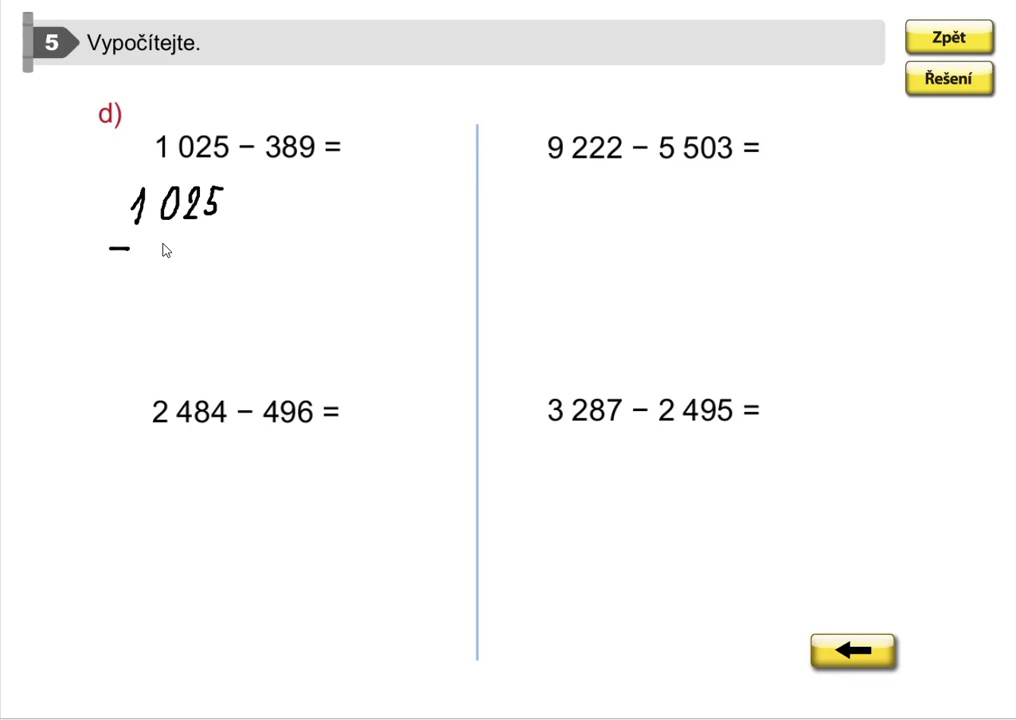 5 Vypočítejte.
Zpět
Řešení
d)
1 025 − 389 =
1 025
−
9 222 − 5 503 =
2 484 − 496 =
3 287 − 2 495 =